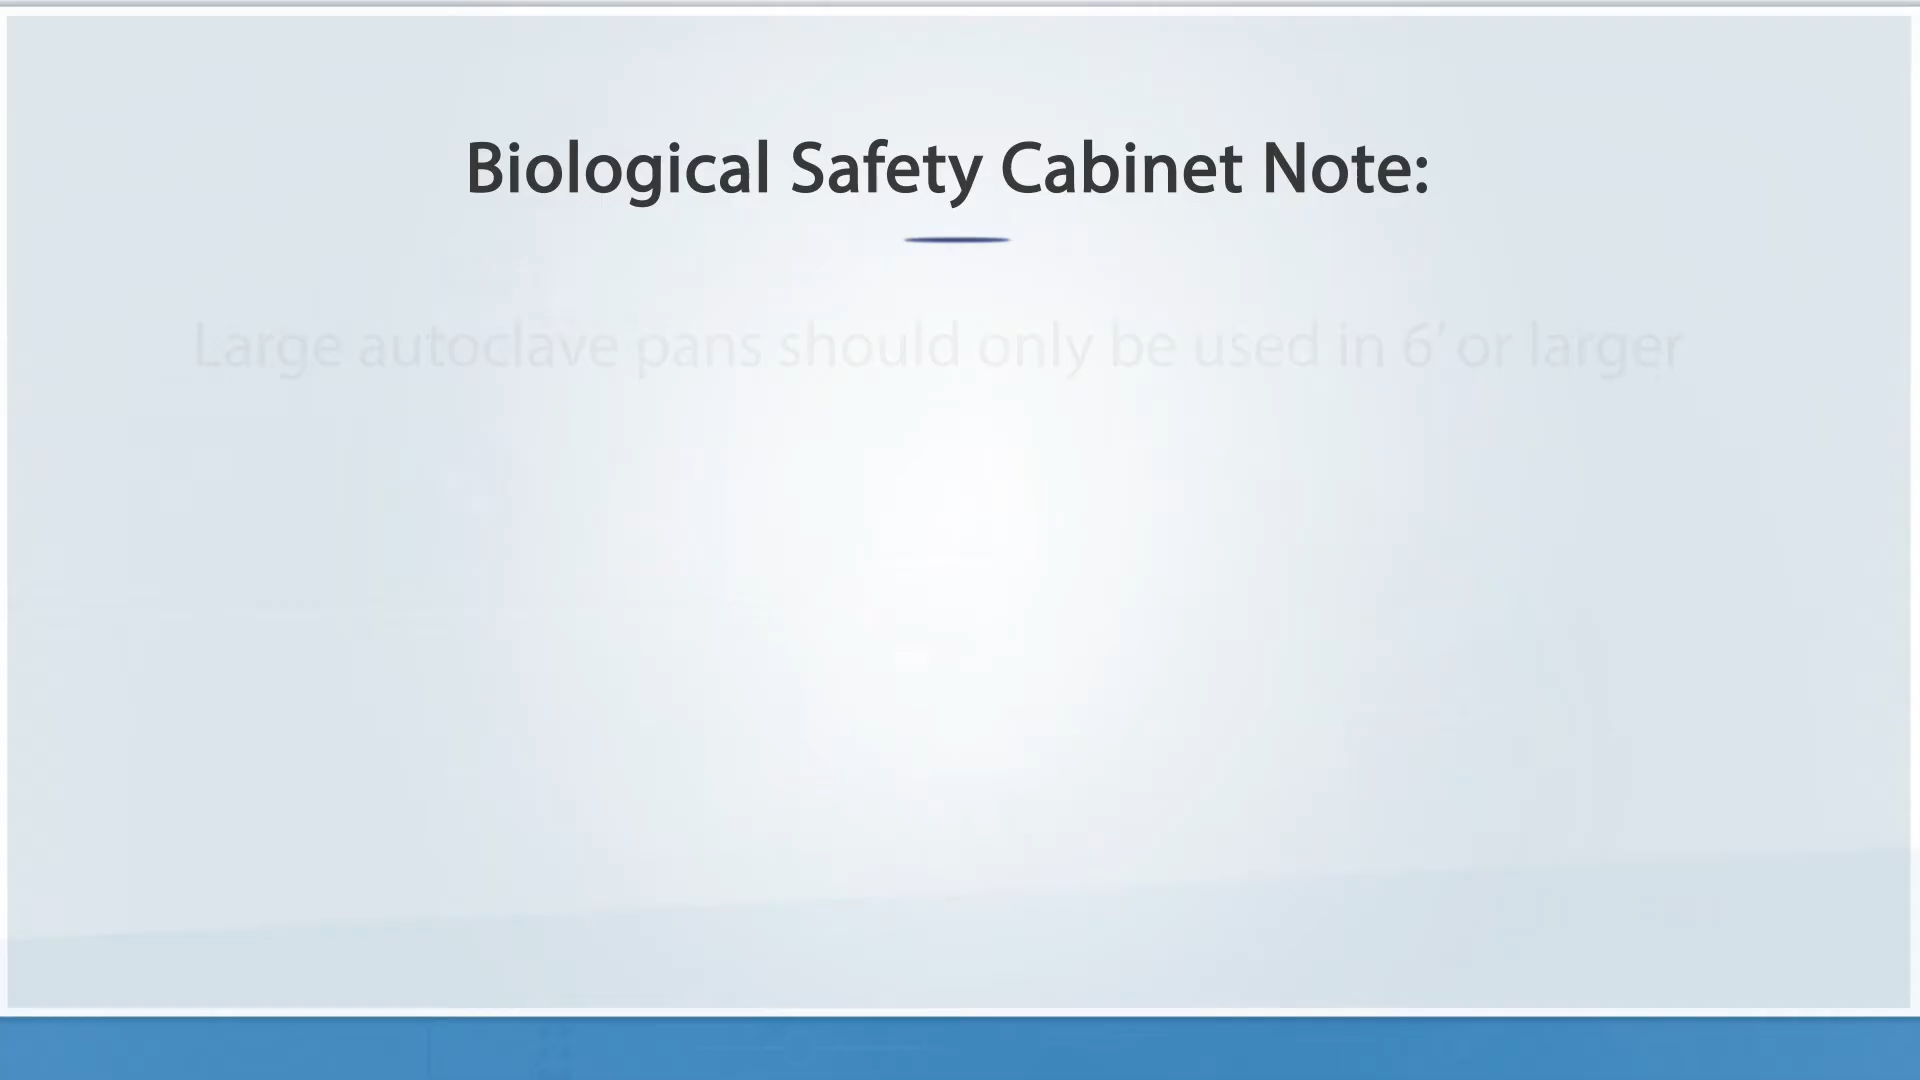 Biological Safety Cabinet Note:
Large autoclave pans should only be used in 6’ or larger